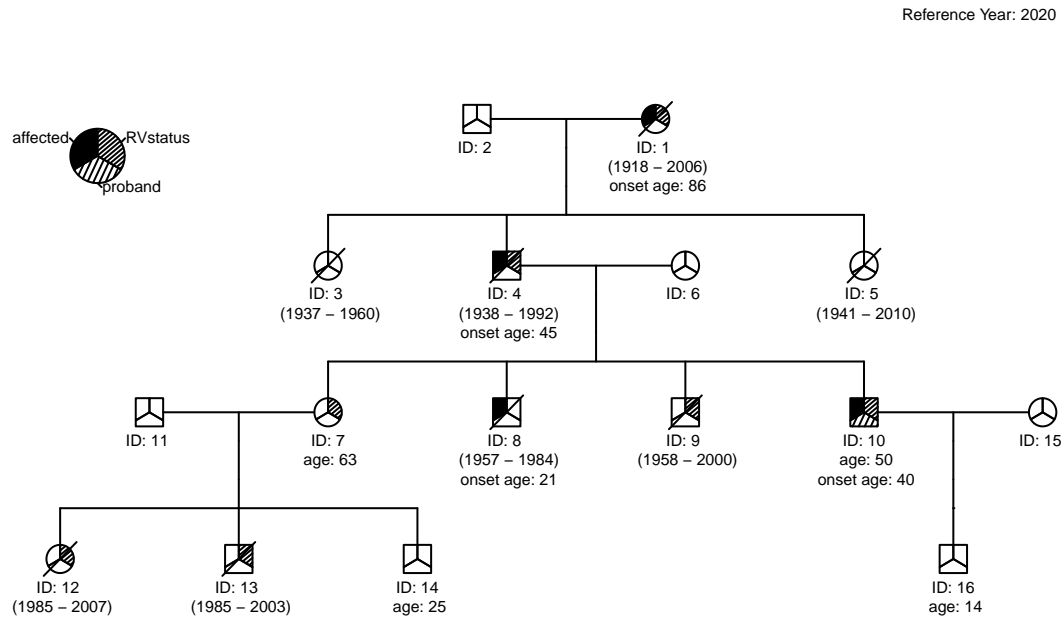 Reference Year: 2020
affected
RVstatus
proband
ID: 2
ID: 1
(1918 – 2006)
onset age: 86
ID: 3
(1937 – 1960)
ID: 4
(1938 – 1992)
onset age: 45
ID: 6
ID: 5
(1941 – 2010)
ID: 11
ID: 7
age: 63
ID: 8
(1957 – 1984)
onset age: 21
ID: 9
(1958 – 2000)
ID: 10
age: 50
onset age: 40
ID: 15
ID: 12
(1985 – 2007)
ID: 13
(1985 – 2003)
ID: 14
age: 25
ID: 16
age: 14